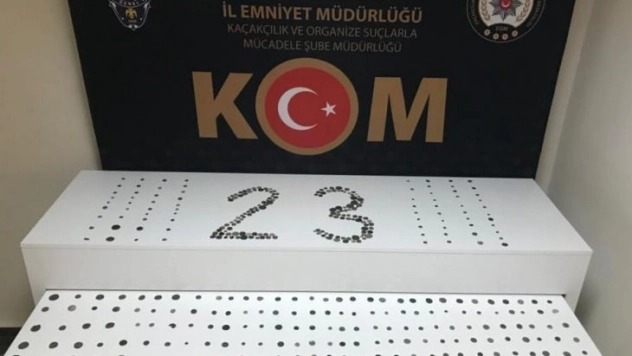 İL EMNİYET MÜDÜRLÜĞÜ
KAÇAKÇILIK VE ORGANİZE SUÇLARLA
MÜCADELE ŞUBE MÜDÜRLÜĞÜ
KOM
23